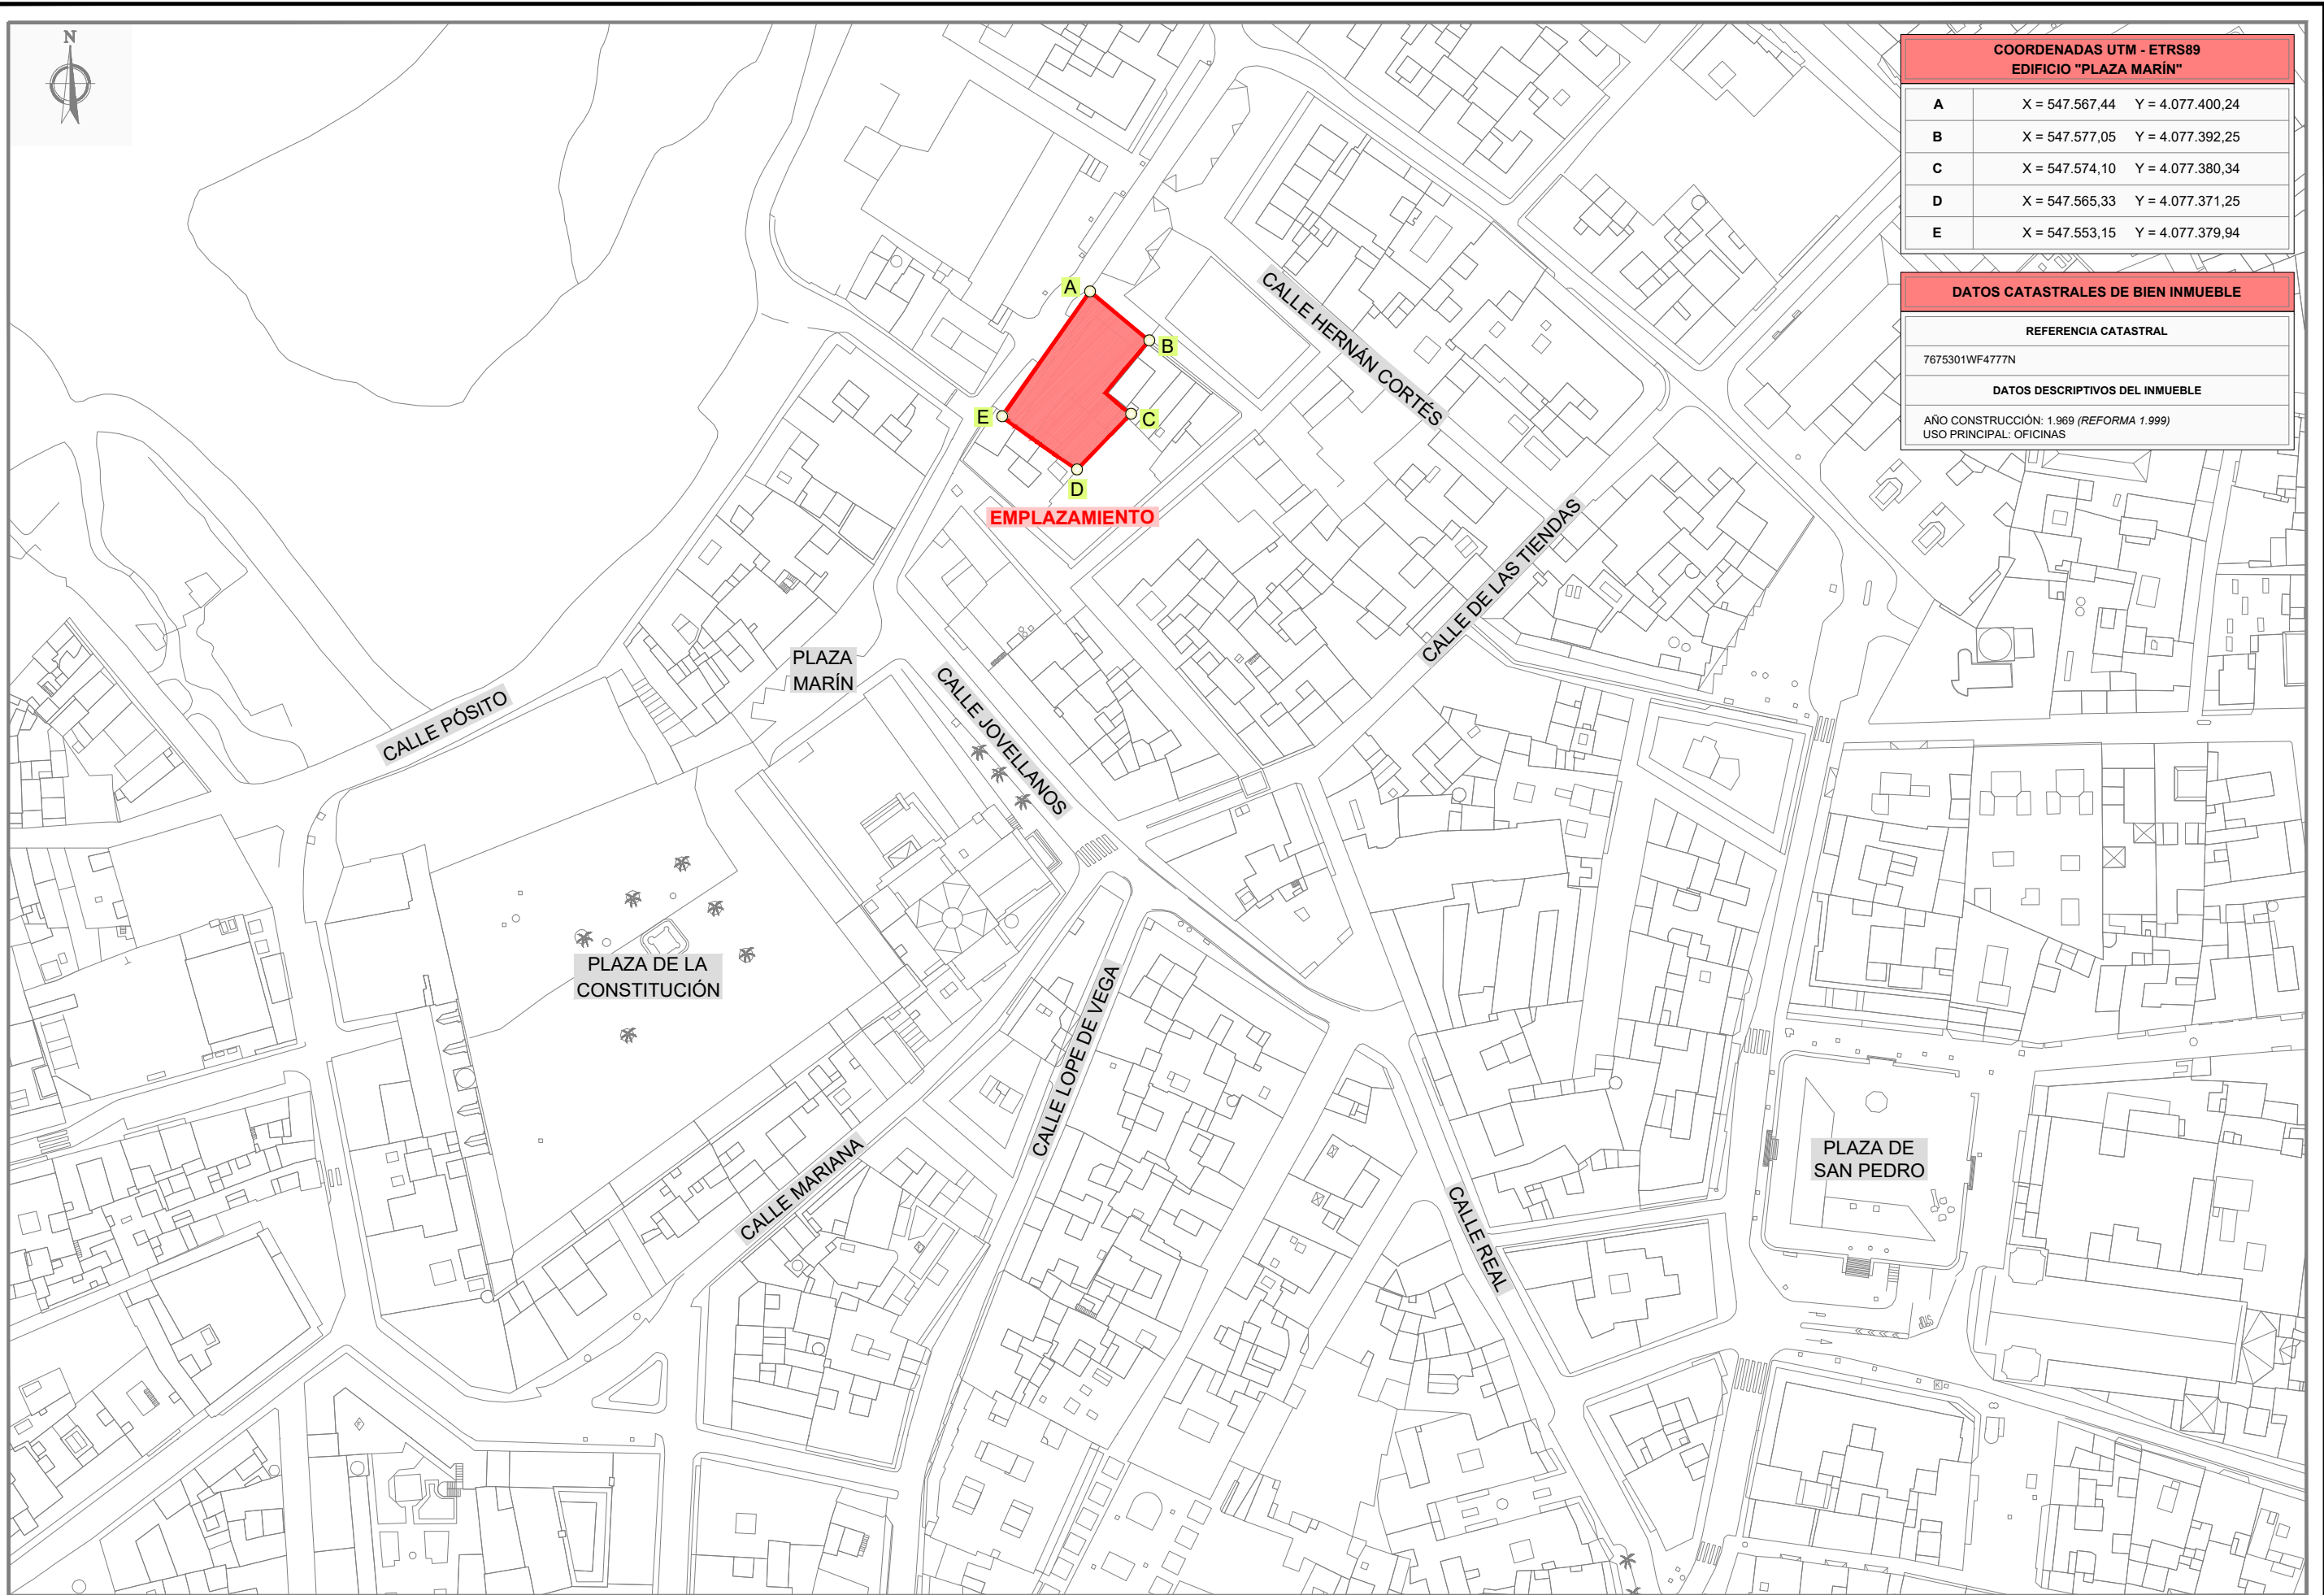 N
COORDENADAS UTM - ETRS89
EDIFICIO "PLAZA MARÍN"
A X = 547.567,44 Y = 4.077.400,24
B X = 547.577,05 Y = 4.077.392,25
C X = 547.574,10 Y = 4.077.380,34
D X = 547.565,33 Y = 4.077.371,25
E X = 547.553,15 Y = 4.077.379,94
DATOS CATASTRALES DE BIEN INMUEBLE
REFERENCIA CATASTRAL
7675301WF4777N
DATOS DESCRIPTIVOS DEL INMUEBLE
AÑO CONSTRUCCIÓN: 1.969 (REFORMA 1.999)
USO PRINCIPAL: OFICINAS
A
B
C
D
E
EMPLAZAMIENTO
CALLE HERNÁN CORTÉS
CALLE DE LAS TIENDAS
PLAZA
MARÍN
CALLE PÓSITO
CALLE JOVELLANOS
PLAZA DE LA
CONSTITUCIÓN
CALLE LOPE DE VEGA
CALLE MARIANA
CALLE REAL
PLAZA DE
SAN PEDRO
STOP